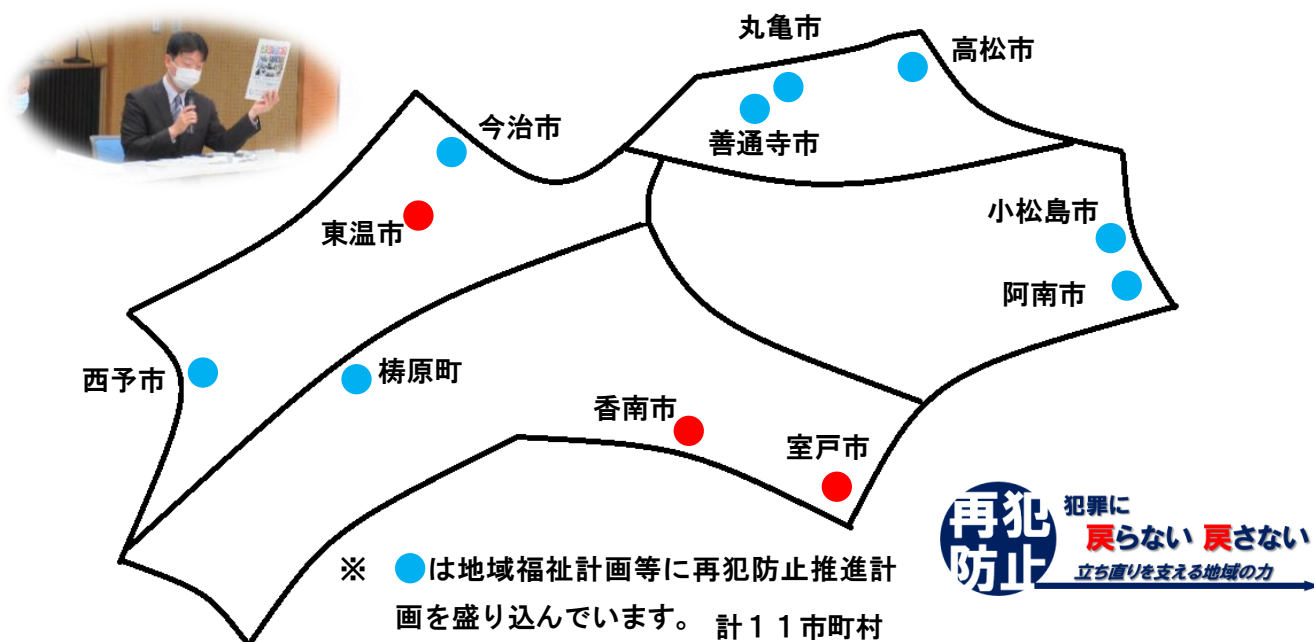 丸亀市
高松市
今治市
善通寺市
小松島市
東温市
阿南市
西予市
梼原町
香南市
室戸市
※ ●は地域福祉計画等に再犯防止推進計
画を盛り込んでいます。 計11市町村
再犯
防止
犯罪に
戻らない 戻さない
立ち直りを支える地域の力